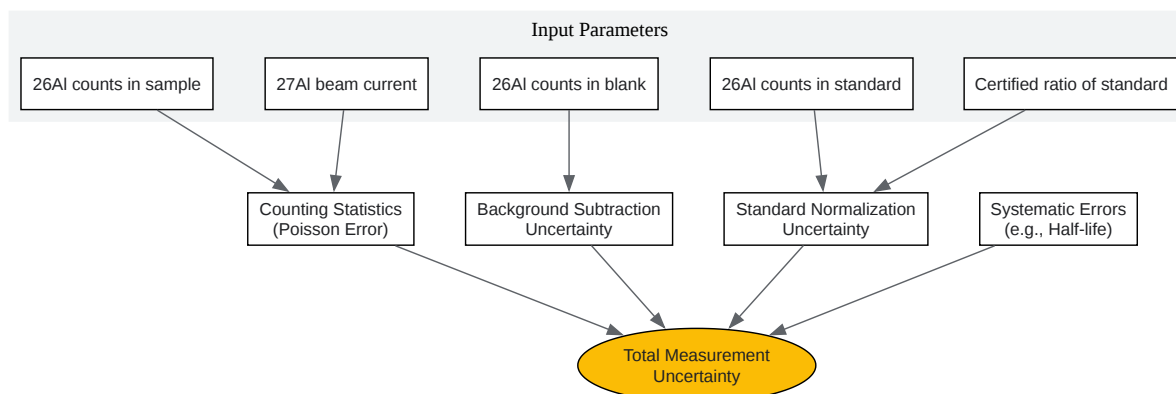 Input Parameters
26Al counts in sample
27Al beam current
26Al counts in blank
26Al counts in standard
Certified ratio of standard
Counting Statistics
(Poisson Error)
Background Subtraction
Uncertainty
Standard Normalization
Uncertainty
Systematic Errors
(e.g., Half-life)
Total Measurement
Uncertainty